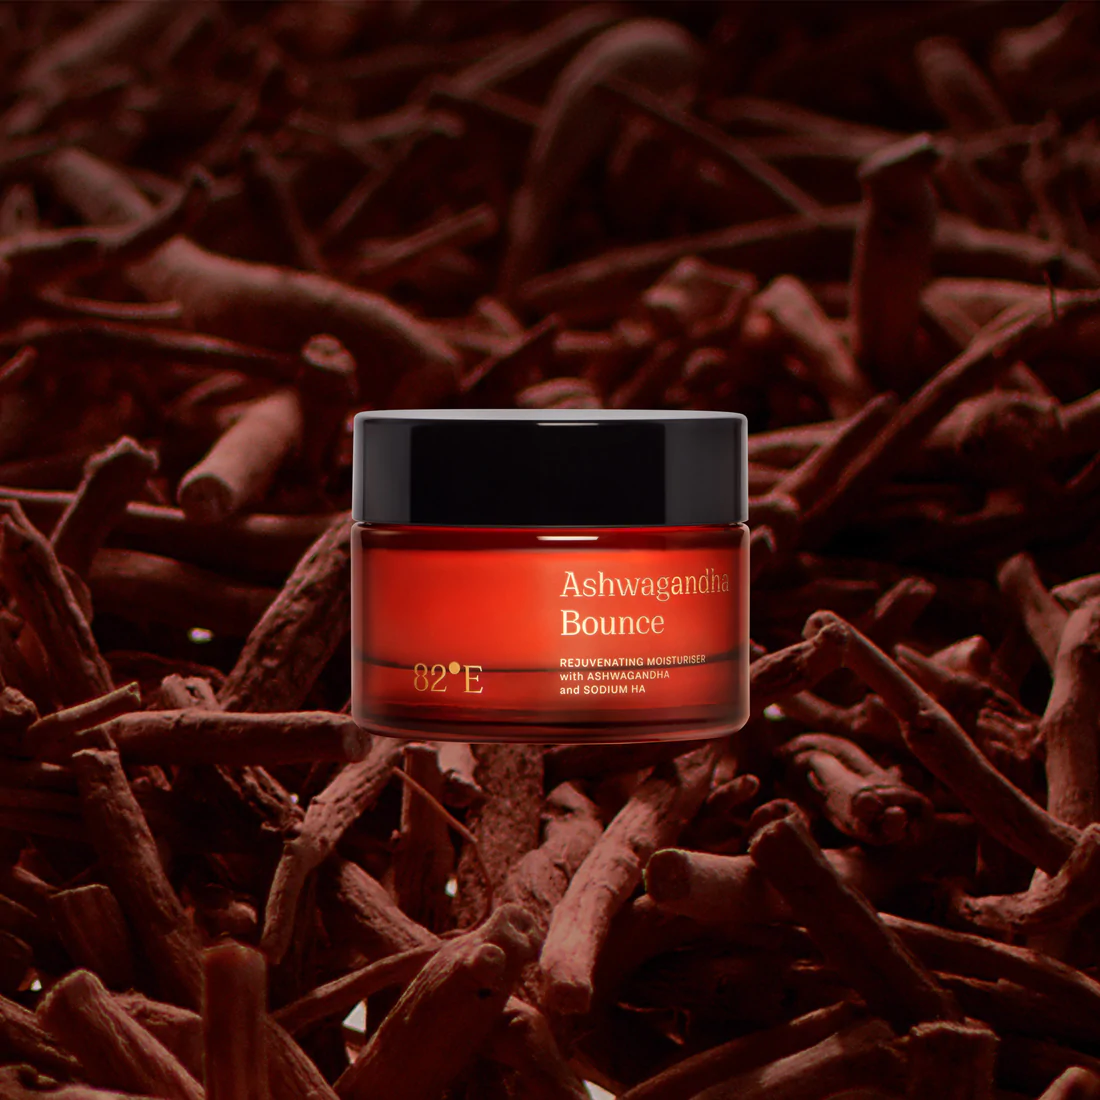 Ashwagandha
Bounce
82°E
REJUVENATING MOISTURISER
with ASHWAGANDHA
and SODIUM HA